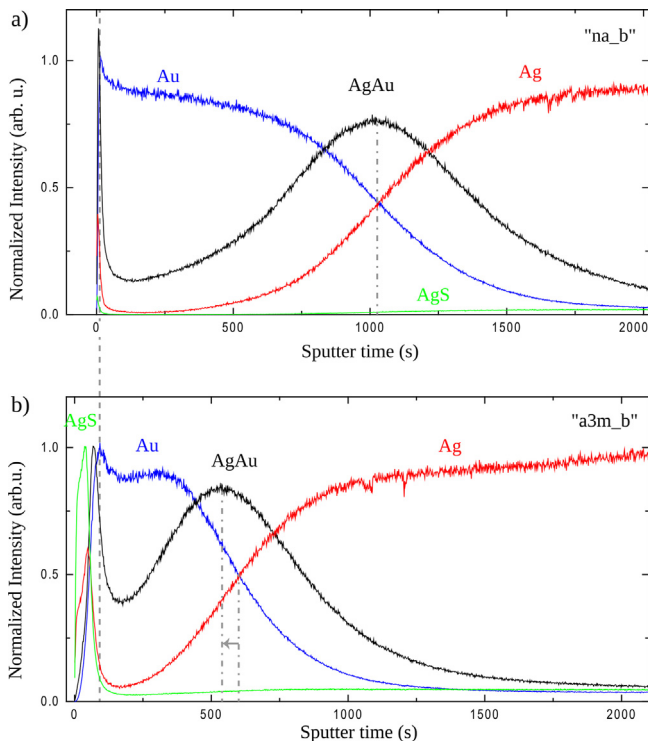 a.)
"na_b"
Au
AgAu
Ag
AgS
Normalized Intensity (arb. u.)
1.0
0.5
0.0
0 500 1000 1500 2000
Sputter time (s)
b)
"a3m_b"
AgS
Au
AgAu
Ag
Normalized Intensity (arb.u.)
1.0
0.5
0.0
0 500 1000 1500 2000
Sputter time (s)